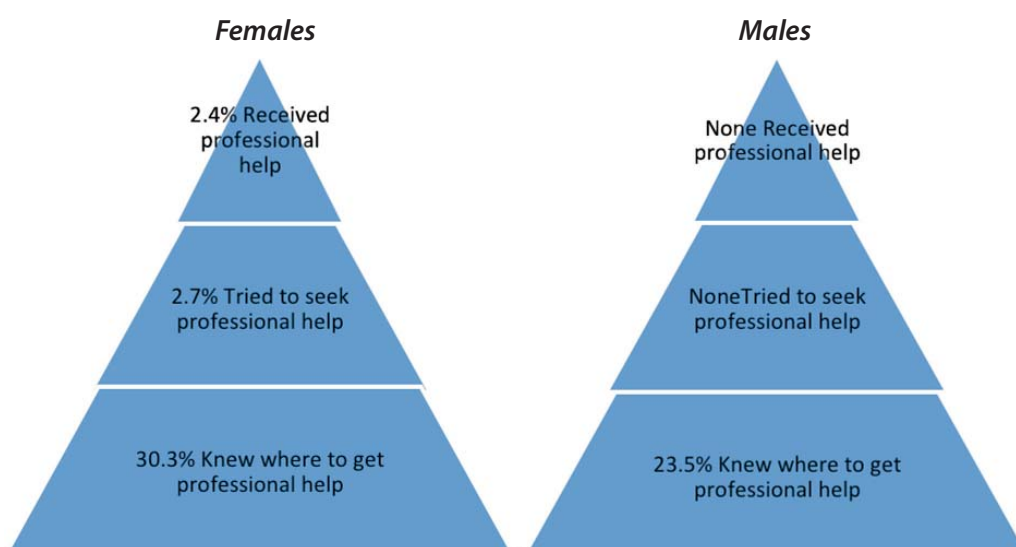 Females
2.4% Received
professional
help
2.7% Tried to seek
professional help
30.3% Knew where to get
professional help
Males
None Received
professional help
NoneTried to seek
professional help
23.5% Knew where to get
professional help